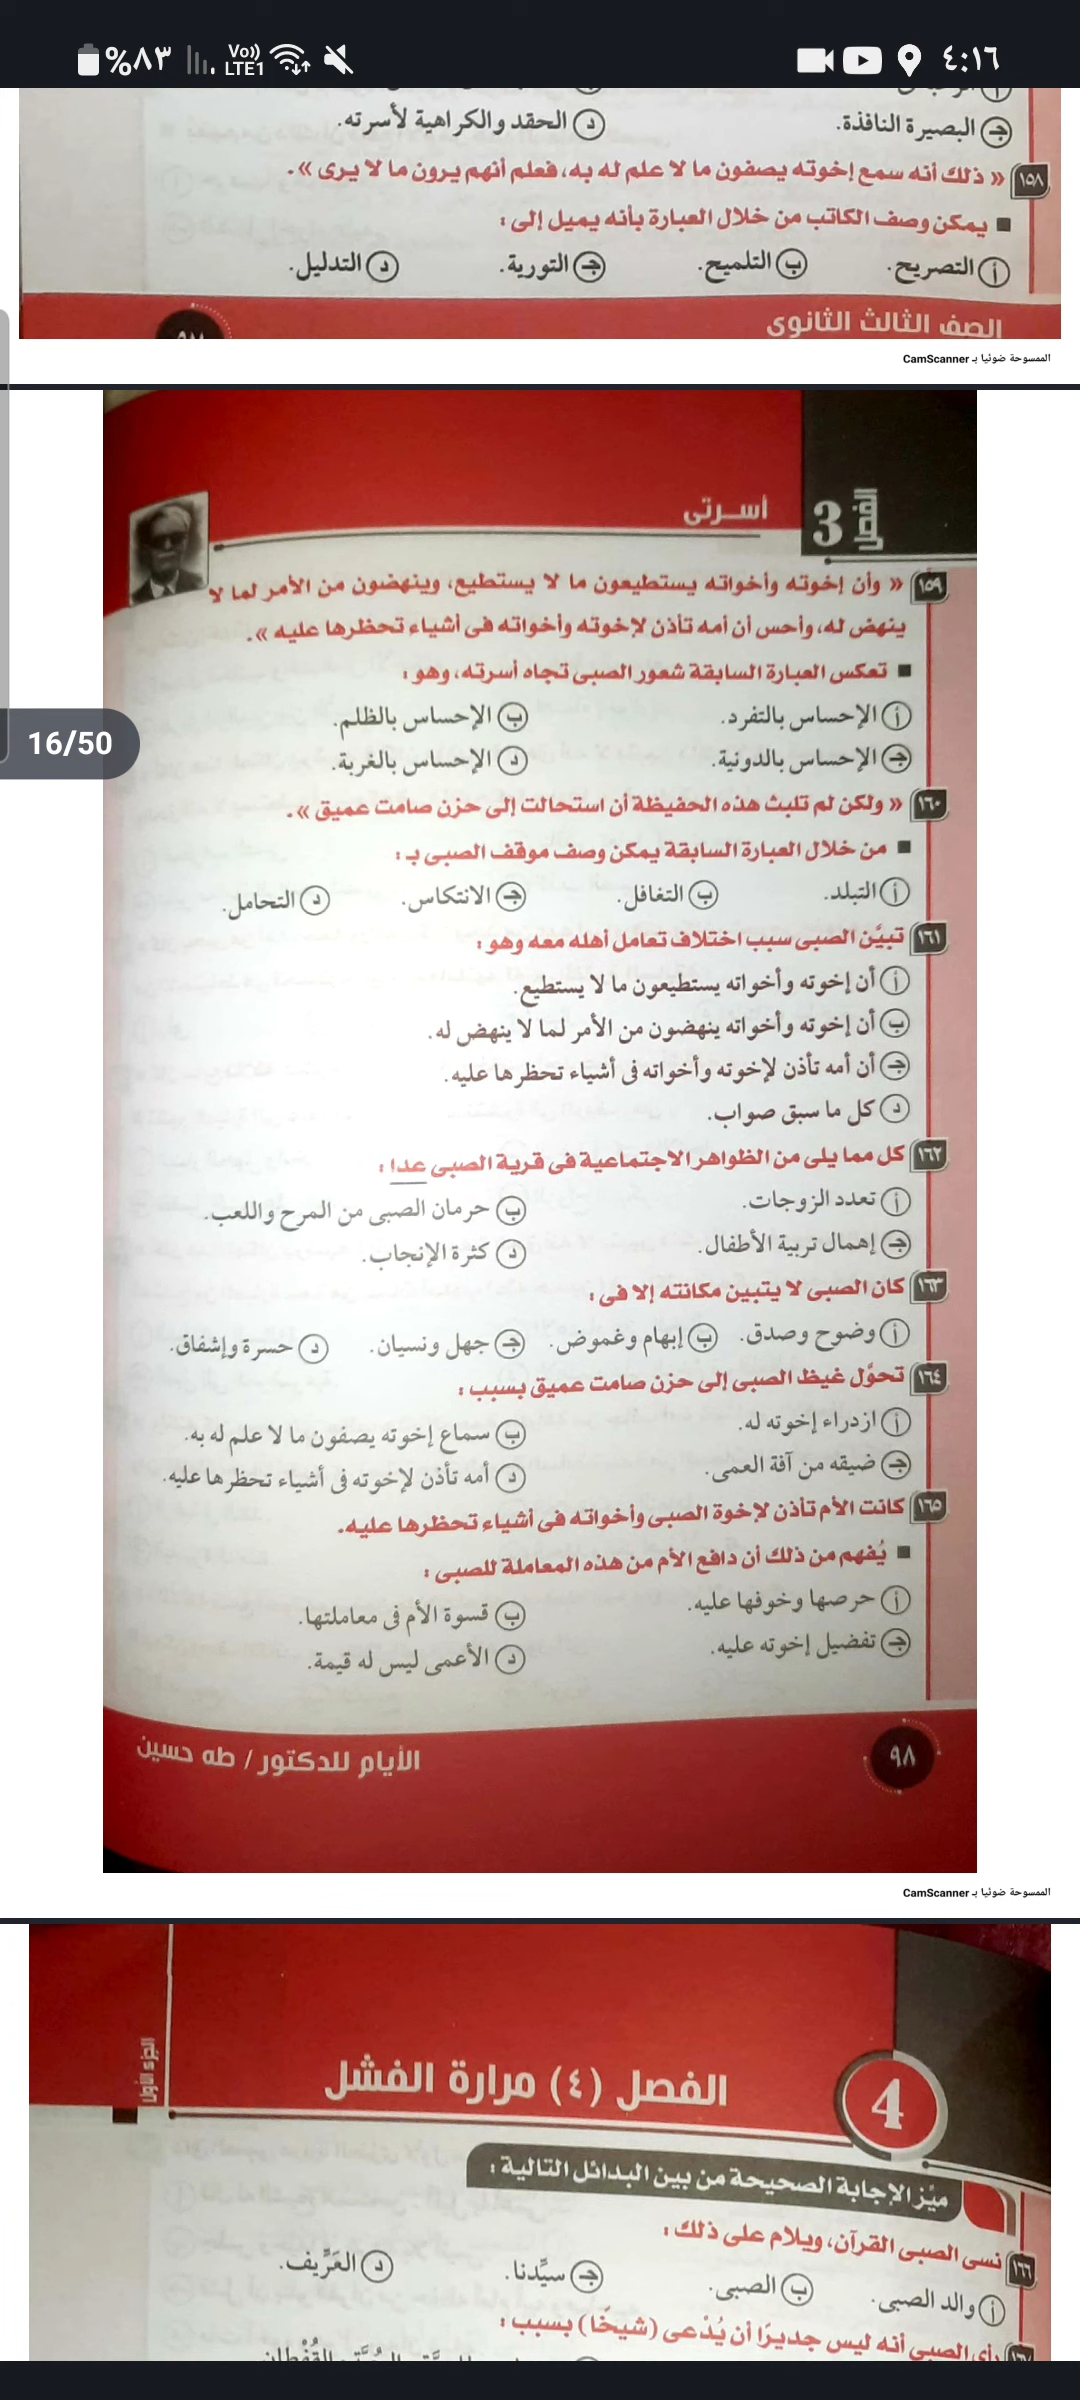 %٨٣ Vo)) LTE1 ٤:١٦
ج البصيرة النافذة. د الحقد والكراهية لأسرته.
١٥٨ « ذلك أنه سمع إخوته يصفون ما لا علم له به، فعلم أنهم يرون ما لا يرى ».
■ يمكن وصف الكاتب من خلال العبارة بأنه يميل إلى :
أ التصريح. ب التلميح. ج التورية. د التدليل.
الصف الثالث الثانوى
الممسوحة ضوئيا بـ CamScanner
الفصل 3 أسـرتى
١٥٩ « وأن إخوته وأخواته يستطيعون ما لا يستطيع، وينهضون من الأمر لما لا
ينهض له، وأحس أن أمه تأذن لإخوته وأخواته فى أشياء تحظرها عليه ».
■ تعكس العبارة السابقة شعور الصبى تجاه أسرته، وهو :
أ الإحساس بالتفرد. ب الإحساس بالظلم.
16/50
ج الإحساس بالدونية. د الإحساس بالغربة.
١٦٠ « ولكن لم تلبث هذه الحفيظة أن استحالت إلى حزن صامت عميق ».
■ من خلال العبارة السابقة يمكن وصف موقف الصبى بـ :
أ التبلد. ب التغافل. ج الانتكاس. د التحامل.
١٦١ تبيَّن الصبى سبب اختلاف تعامل أهله معه وهو :
أ أن إخوته وأخواته يستطيعون ما لا يستطيع.
ب أن إخوته وأخواته ينهضون من الأمر لما لا ينهض له.
ج أن أمه تأذن لإخوته وأخواته فى أشياء تحظرها عليه.
د كل ما سبق صواب.
١٦٢ كل مما يلى من الظواهر الاجتماعية فى قرية الصبى عدا :
أ تعدد الزوجات. ب حرمان الصبى من المرح واللعب.
ج إهمال تربية الأطفال. د كثرة الإنجاب.
١٦٣ كان الصبى لا يتبين مكانته إلا فى :
أ وضوح وصدق. ب إبهام وغموض. ج جهل ونسيان. د حسرة وإشفاق.
١٦٤ تحوَّل غيظ الصبى إلى حزن صامت عميق بسبب :
أ ازدراء إخوته له. ب سماع إخوته يصفون ما لا علم له به.
ج ضيقه من آفة العمى. د أمه تأذن لإخوته فى أشياء تحظرها عليه.
١٦٥ كانت الأم تأذن لإخوة الصبى وأخواته فى أشياء تحظرها عليه.
■ يُفهم من ذلك أن دافع الأم من هذه المعاملة للصبى :
أ حرصها وخوفها عليه. ب قسوة الأم فى معاملتها.
ج تفضيل إخوته عليه. د الأعمى ليس له قيمة.
٩٨ الأيام للدكتور / طه حسين
الممسوحة ضوئيا بـ CamScanner
الجزء الأول
4 الفصل (٤) مرارة الفشل
ميِّز الإجابة الصحيحة من بين البدائل التالية :
١٦٦ نسى الصبى القرآن، ويلام على ذلك :
أ والد الصبى. ب الصبى. ج سيِّدنا. د العَرِّيف.
رأى الصبى أنه ليس جديرًا أن يُدْعى (شيخًا) بسبب :